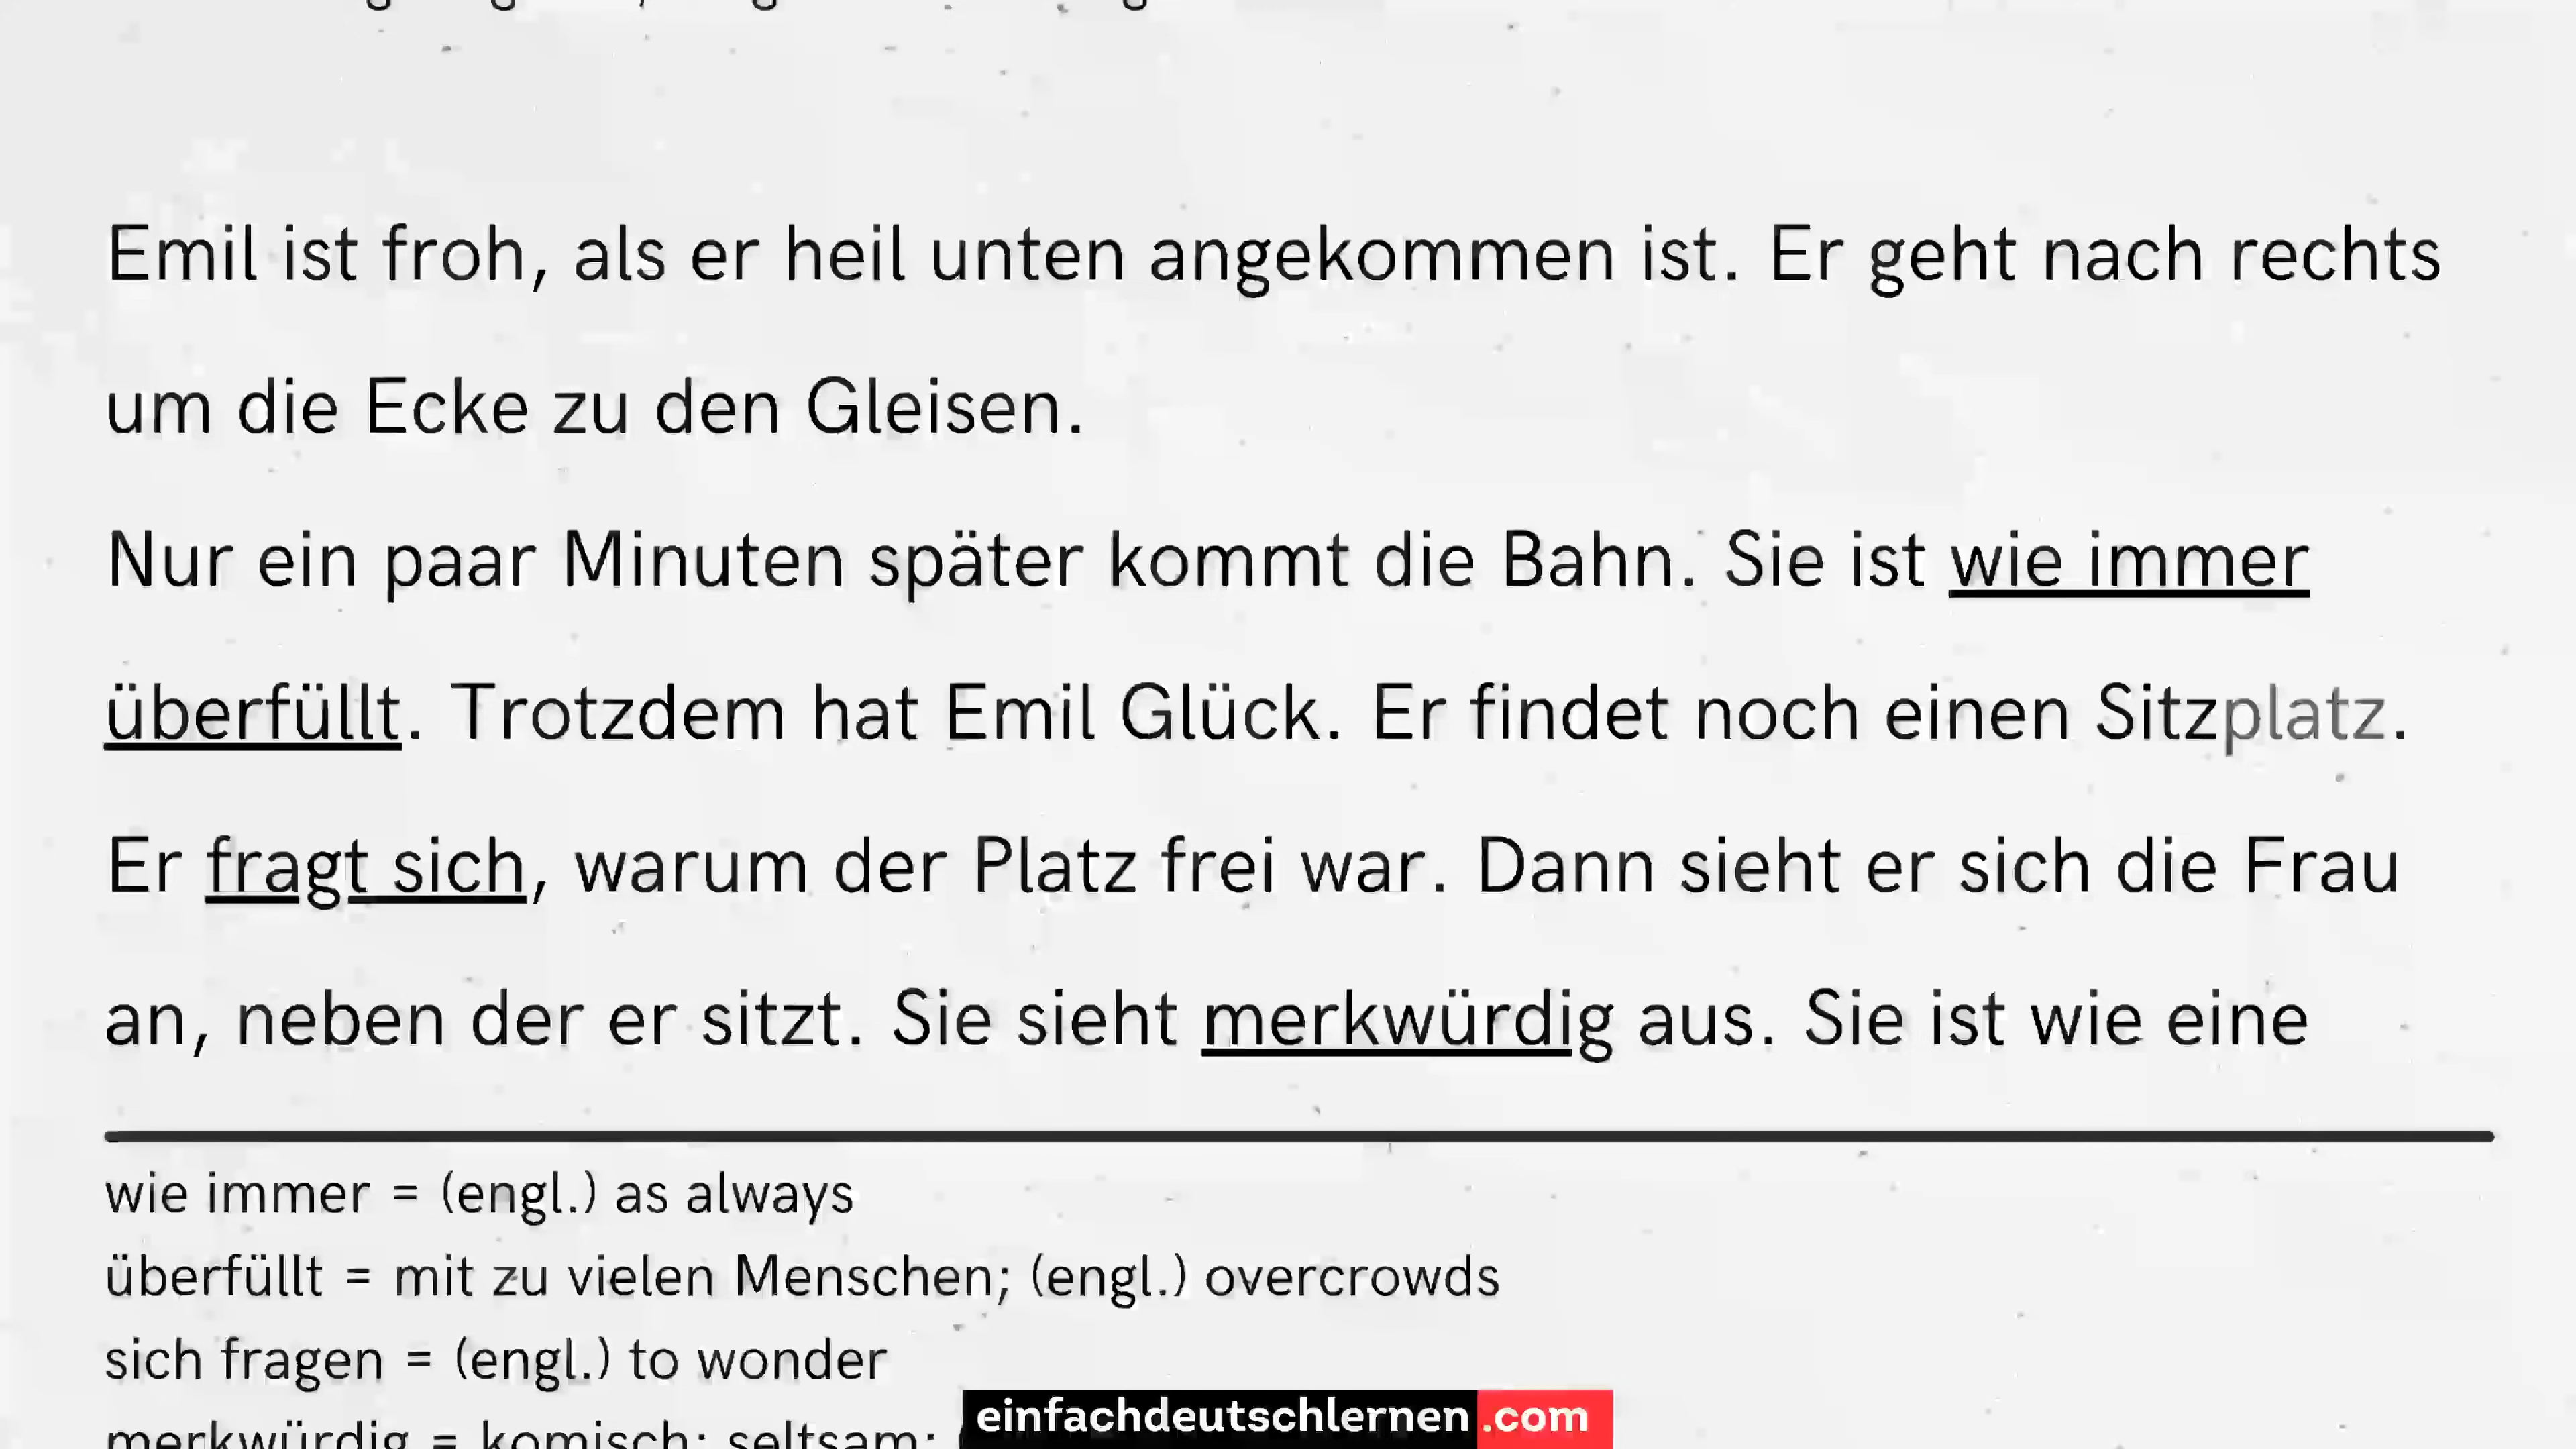 Emil ist froh, als er heil unten angekommen ist. Er geht nach rechts
um die Ecke zu den Gleisen.
Nur ein paar Minuten später kommt die Bahn. Sie ist wie immer
überfüllt. Trotzdem hat Emil Glück. Er findet noch einen Sitzplatz.
Er fragt sich, warum der Platz frei war. Dann sieht er sich die Frau
an, neben der er sitzt. Sie sieht merkwürdig aus. Sie ist wie eine
wie immer = (engl.) as always
überfüllt = mit zu vielen Menschen; (engl.) overcrowds
sich fragen = (engl.) to wonder
merkwürdig = komisch; seltsam;
einfachdeutschlernen.com